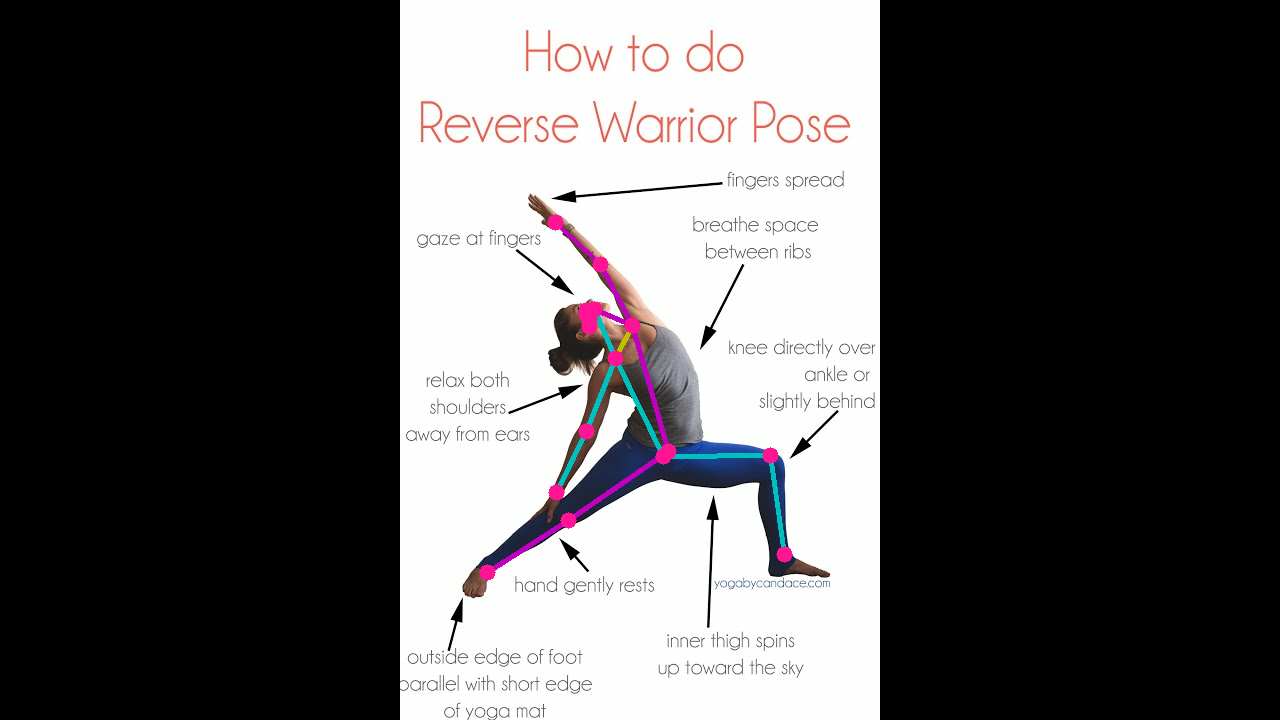 How to do
Reverse Warrior Pose
fingers spread
breathe space
between ribs
gaze at fingers
knee directly over
ankle or
slightly behind
relax both
shoulders
away from ears
hand gently rests
yogabycandace.com
inner thigh spins
up toward the sky
outside edge of foot
parallel with short edge
of yoga mat